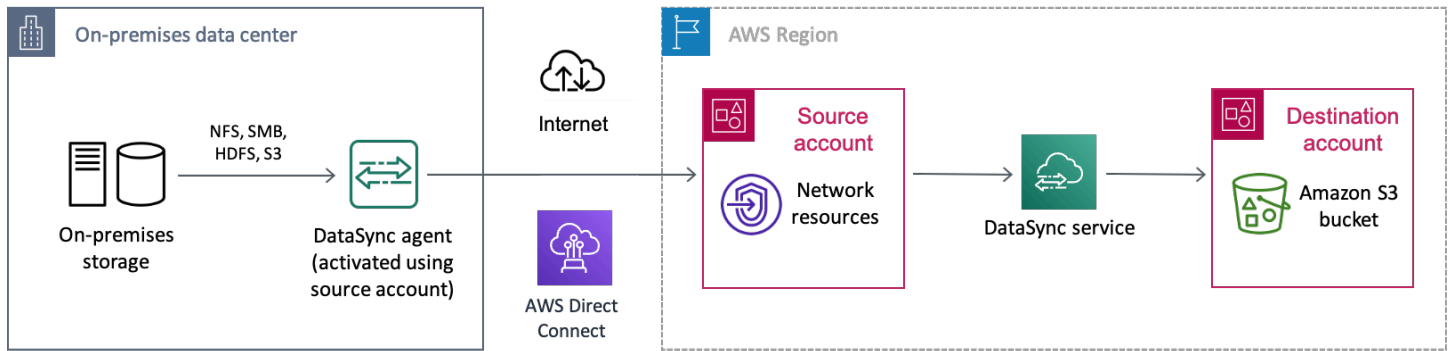 On-premises data center
NFS, SMB,
HDFS, S3
On-premises
storage
DataSync agent
(activated using
source account)
Internet
AWS Direct
Connect
AWS Region
Source
account
Network
resources
DataSync service
Destination
account
Amazon S3
bucket